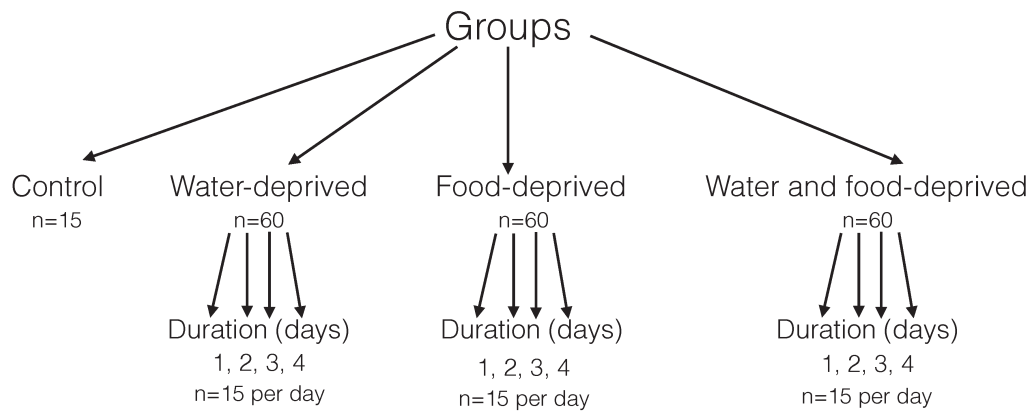 Groups
Control
n=15
Water-deprived
n=60
Duration (days)
1, 2, 3, 4
n=15 per day
Food-deprived
n=60
Duration (days)
1, 2, 3, 4
n=15 per day
Water and food-deprived
n=60
Duration (days)
1, 2, 3, 4
n=15 per day